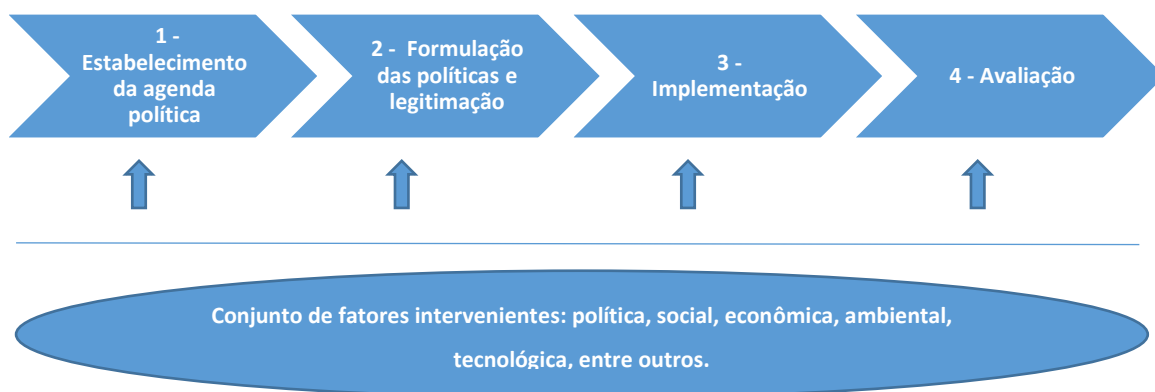 1 -
Estabelecimento
da agenda
política
2 - Formulação
das políticas e
legitimação
3 -
Implementação
4 - Avaliação
Conjunto de fatores intervenientes: política, social, econômica, ambiental,
tecnológica, entre outros.